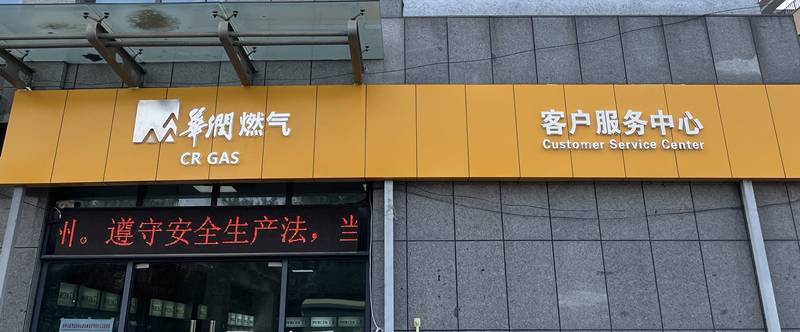 華润燃气
CR GAS
客户服务中心
Customer Service Center
州。遵守安全生产法，当